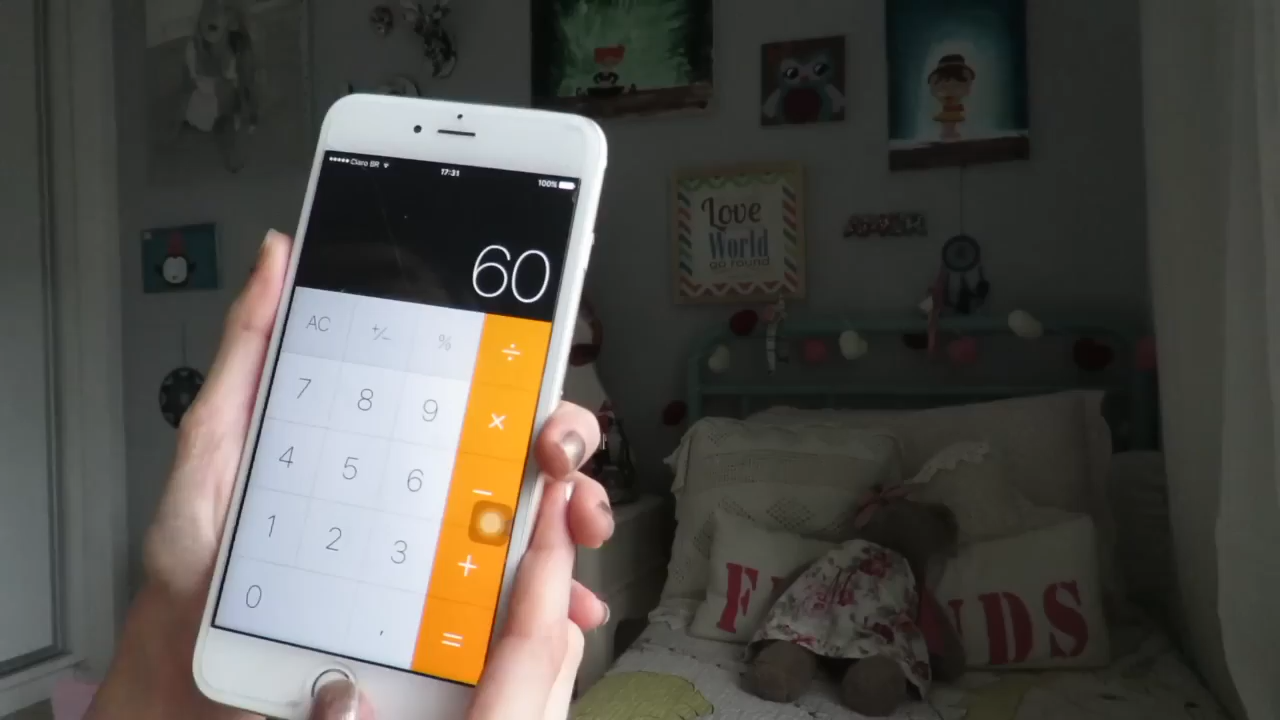 Claro BR 17:31 100%
60
AC +/- % ÷
7 8 9 ×
4 5 6 −
1 2 3 +
0 , =
Love
World
go round
F NDS